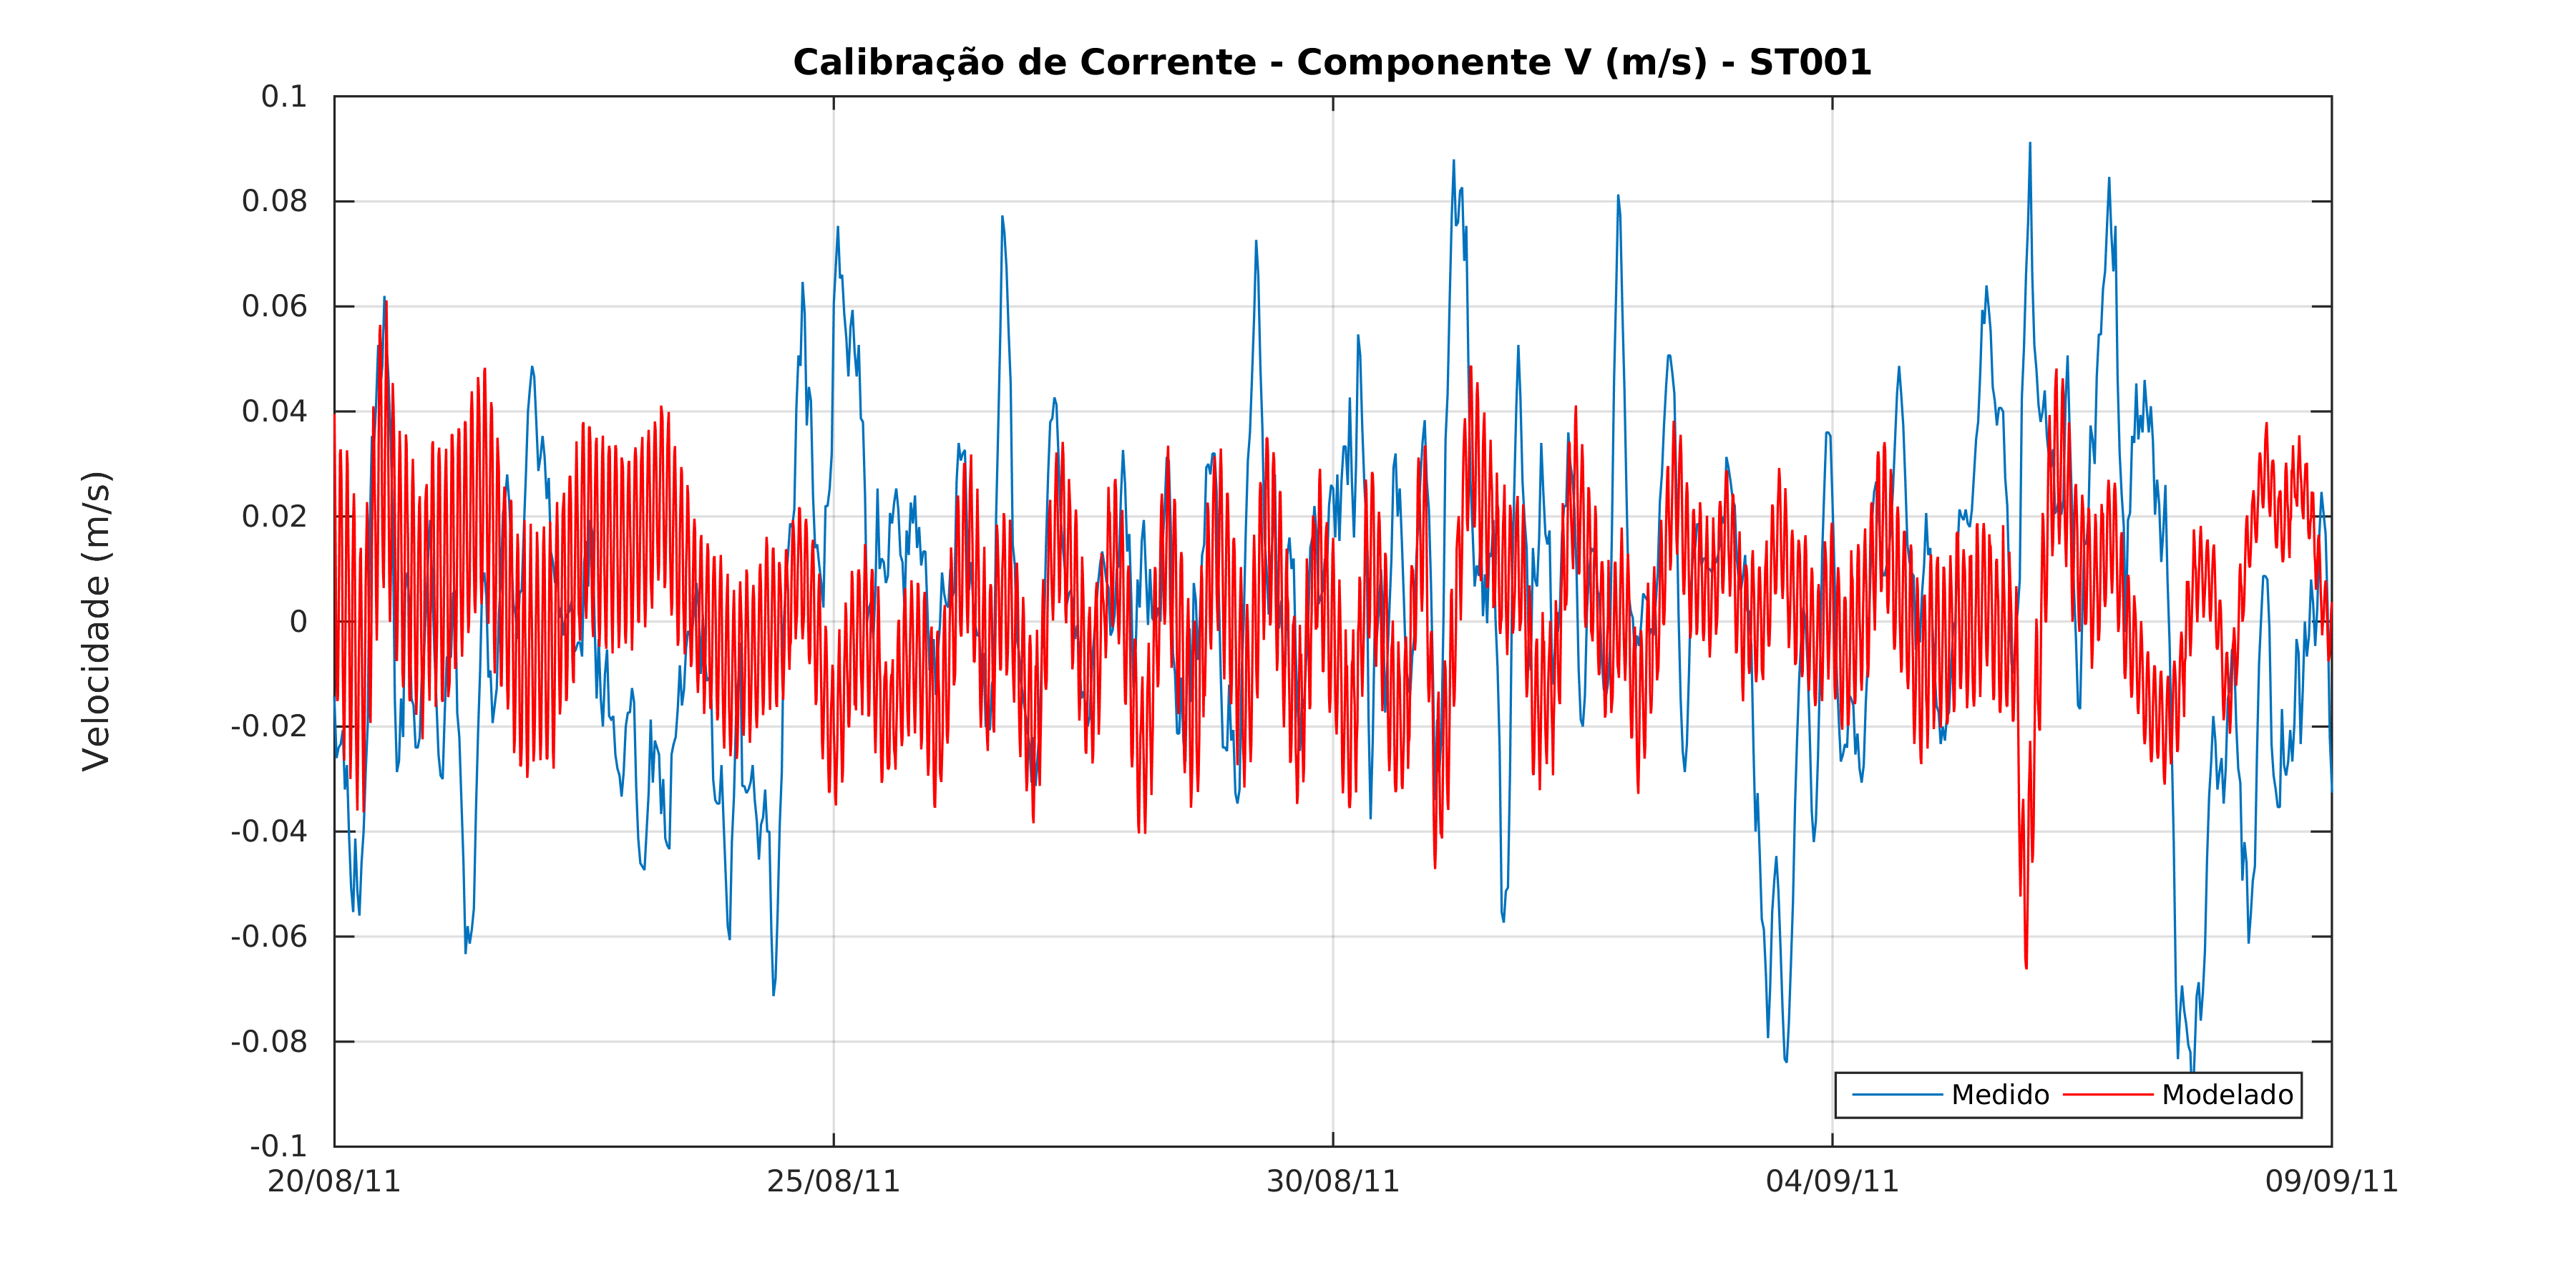 Calibração de Corrente - Componente V (m/s) - ST001
Velocidade (m/s)
0.1
0.08
0.06
0.04
0.02
0
-0.02
-0.04
-0.06
-0.08
-0.1
20/08/11 25/08/11 30/08/11 04/09/11 09/09/11
Medido Modelado